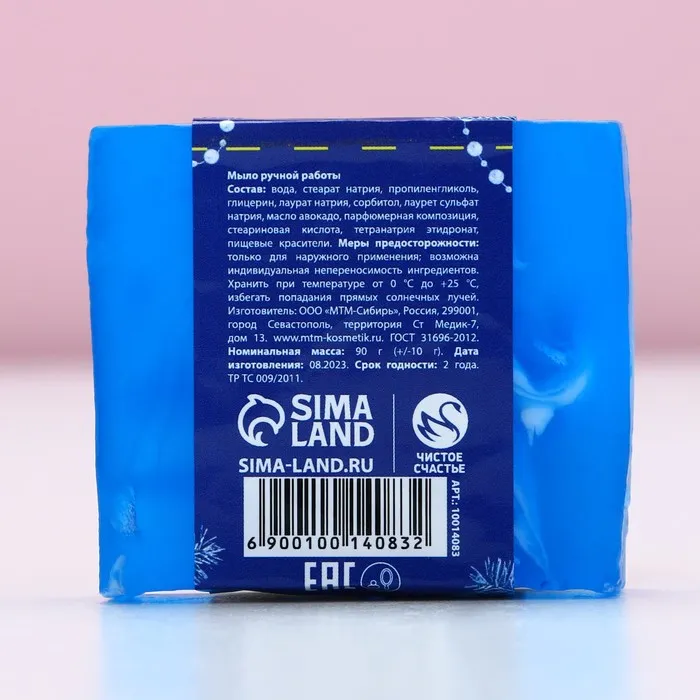 Мыло ручной работы
Состав: вода, стеарат натрия, пропиленгликоль,
глицерин, лаурат натрия, сорбитол, лаурет сульфат
натрия, масло авокадо, парфюмерная композиция,
стеариновая кислота, тетранатрия этидронат,
пищевые красители. Меры предосторожности:
только для наружного применения; возможна
индивидуальная непереносимость ингредиентов.
Хранить при температуре от 0 °С до +25 °С,
избегать попадания прямых солнечных лучей.
Изготовитель: ООО «МТМ-Сибирь», Россия, 299001,
город Севастополь, территория Ст Медик-7,
дом 13. www.mtm-kosmetik.ru. ГОСТ 31696-2012.
Номинальная масса: 90 г (+/-10 г). Дата
изготовления: 08.2023. Срок годности: 2 года.
ТР ТС 009/2011.
SIMA
LAND
SIMA-LAND.RU
ЧИСТОЕ
СЧАСТЬЕ
АРТ.: 10014083
6 900100 140832
EAC